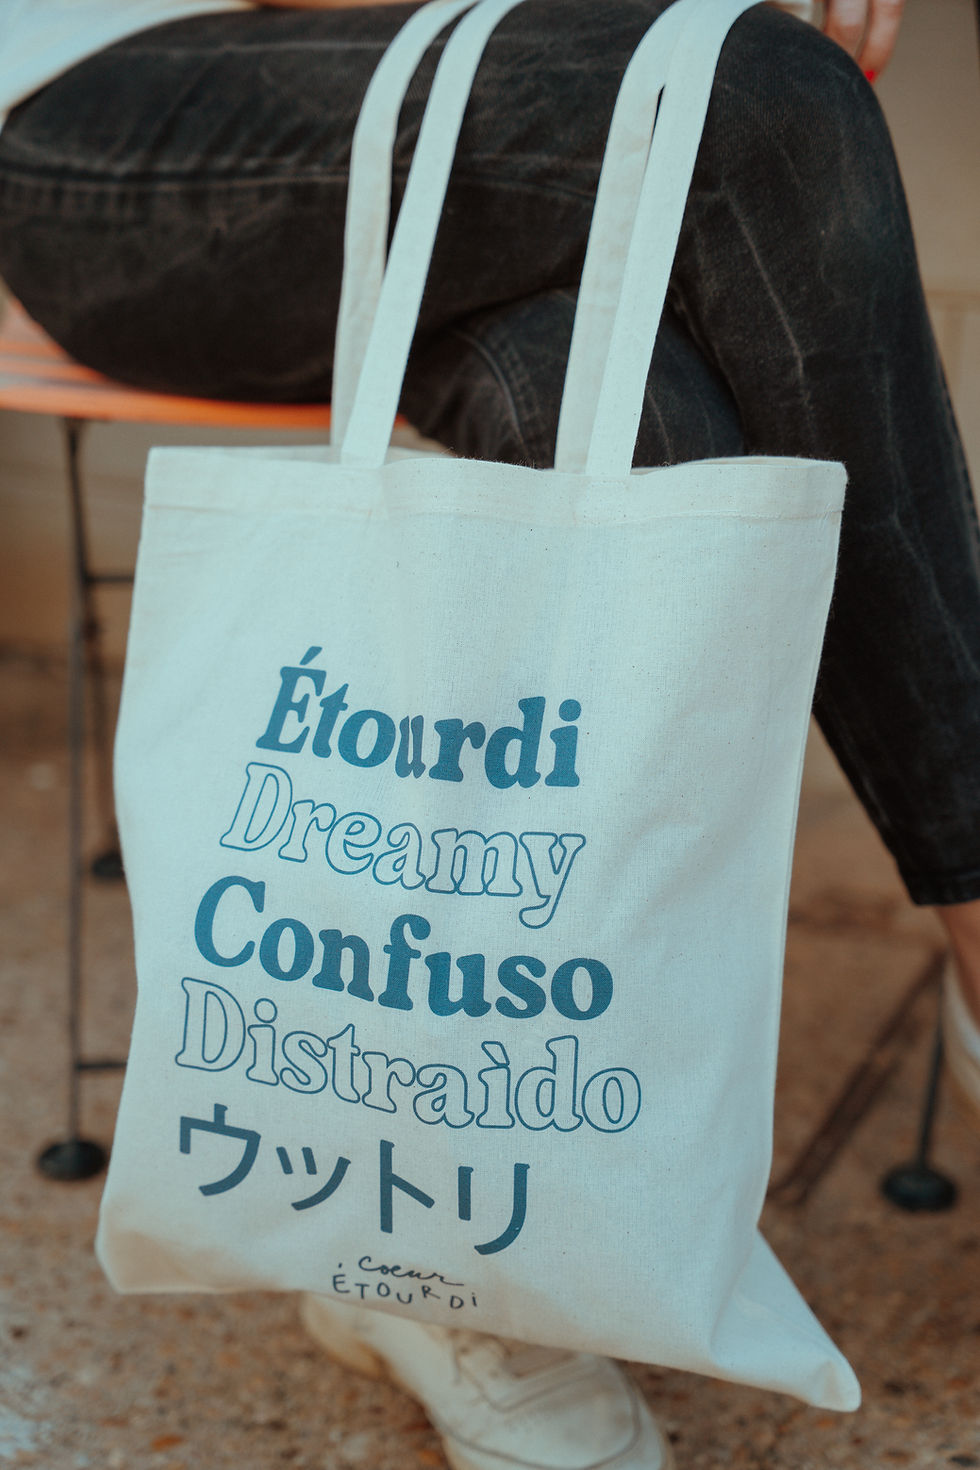 Étourdi
Dreamy
Confuso
Distraìdo
ウットリ
coeur
ÉTOURDi